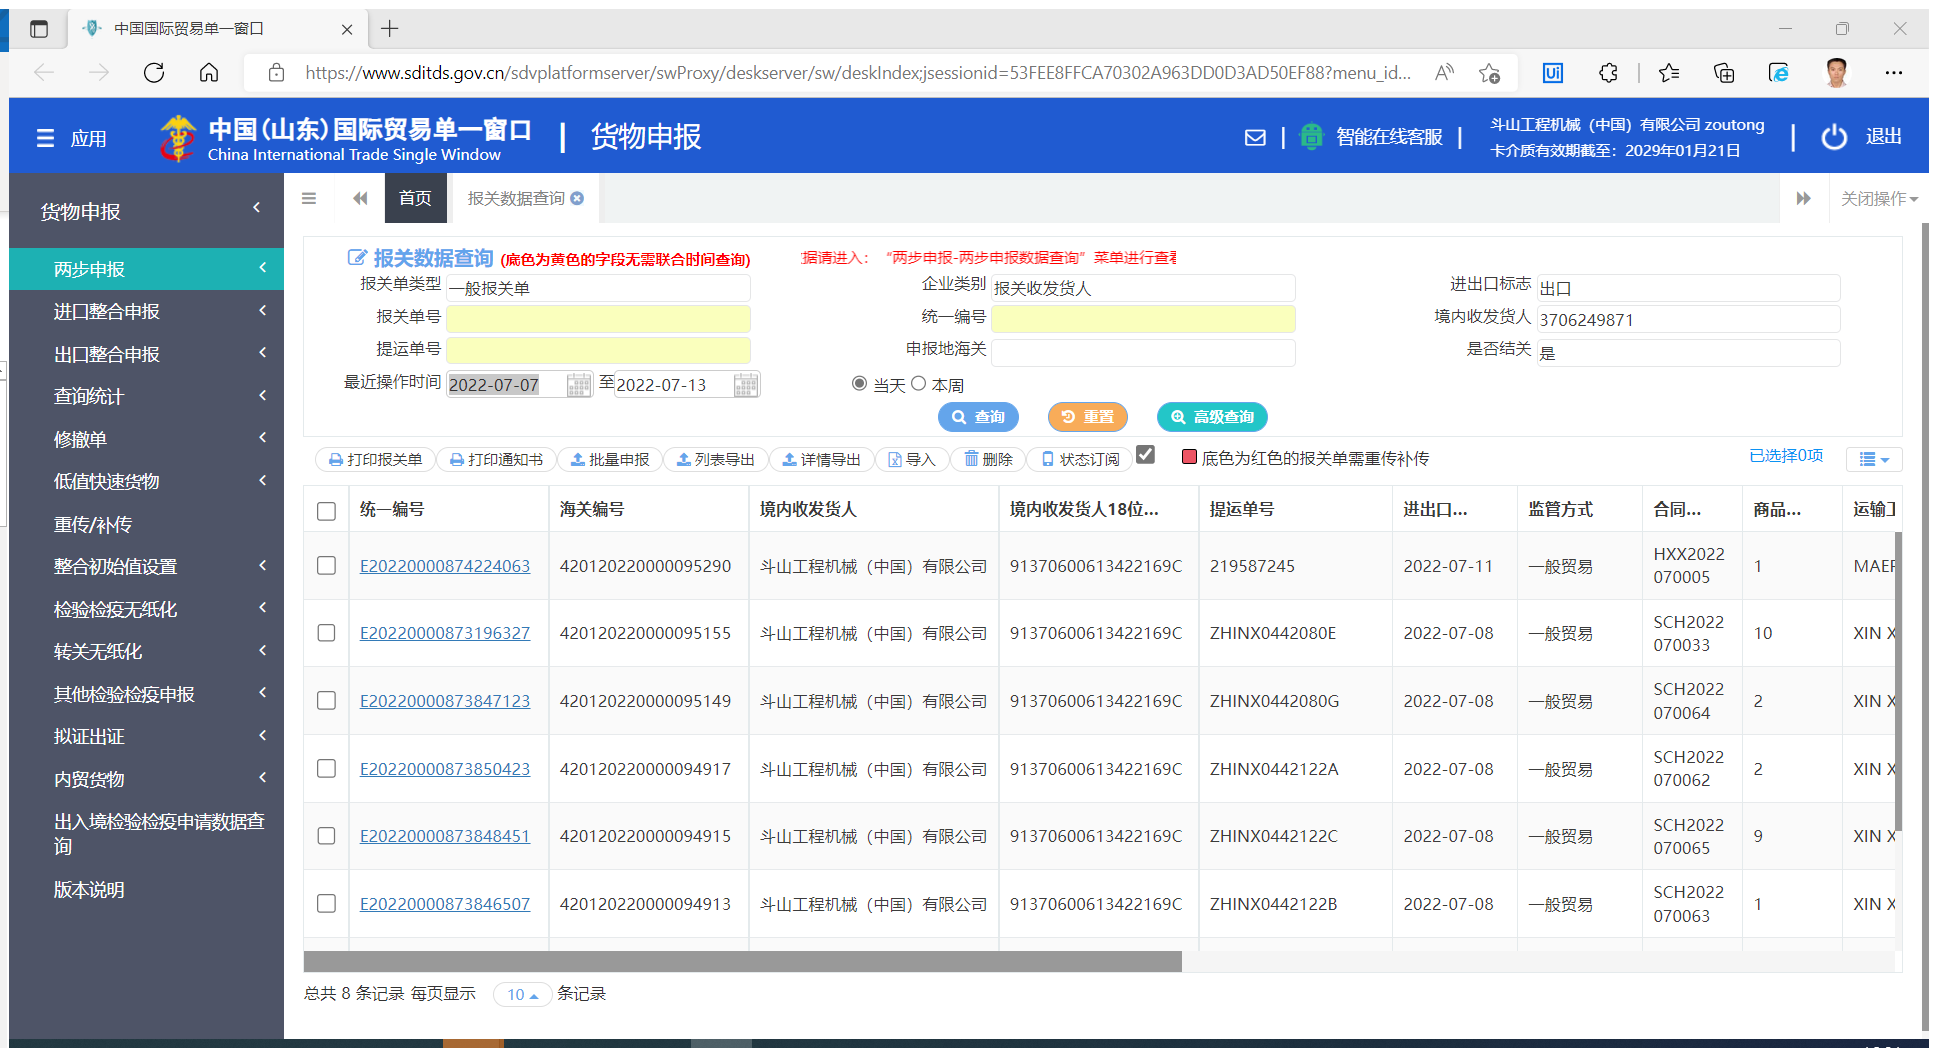 中国国际贸易单一窗口
https://www.sditds.gov.cn/sdvplatformserver/swProxy/deskserver/sw/deskIndex;jsessionid=53FEE8FFCA70302A963DD0D3AD50EF88?menu_id...
应用
中国(山东)国际贸易单一窗口 | 货物申报
China International Trade Single Window
智能在线客服
斗山工程机械（中国）有限公司 zoutong
卡介质有效期截至：2029年01月21日
退出
货物申报
两步申报
进口整合申报
出口整合申报
查询统计
修撤单
低值快速货物
重传/补传
整合初始值设置
检验检疫无纸化
转关无纸化
其他检验检疫申报
拟证出证
内贸货物
出入境检验检疫申请数据查
询
版本说明
首页 报关数据查询 关闭操作
报关数据查询 (底色为黄色的字段无需联合时间查询) 据请进入：“两步申报-两步申报数据查询”菜单进行查看
报关单类型 一般报关单 企业类别 报关收发货人 进出口标志 出口
报关单号 统一编号 境内收发货人 3706249871
提运单号 申报地海关 是否结关 是
最近操作时间 2022-07-07 至 2022-07-13 当天 本周
查询 重置 高级查询
打印报关单 打印通知书 批量申报 列表导出 详情导出 导入 删除 状态订阅 底色为红色的报关单需重传补传 已选择0项
统一编号 海关编号 境内收发货人 境内收发货人18位... 提运单号 进出口... 监管方式 合同... 商品... 运输工
E20220000874224063 420120220000095290 斗山工程机械（中国）有限公司 91370600613422169C 219587245 2022-07-11 一般贸易 HXX2022 1 MAEF
070005
E20220000873196327 420120220000095155 斗山工程机械（中国）有限公司 91370600613422169C ZHINX0442080E 2022-07-08 一般贸易 SCH2022 10 XIN X
070033
E20220000873847123 420120220000095149 斗山工程机械（中国）有限公司 91370600613422169C ZHINX0442080G 2022-07-08 一般贸易 SCH2022 2 XIN X
070064
E20220000873850423 420120220000094917 斗山工程机械（中国）有限公司 91370600613422169C ZHINX0442122A 2022-07-08 一般贸易 SCH2022 2 XIN X
070062
E20220000873848451 420120220000094915 斗山工程机械（中国）有限公司 91370600613422169C ZHINX0442122C 2022-07-08 一般贸易 SCH2022 9 XIN X
070065
E20220000873846507 420120220000094913 斗山工程机械（中国）有限公司 91370600613422169C ZHINX0442122B 2022-07-08 一般贸易 SCH2022 1 XIN X
070063
总共 8 条记录 每页显示 10 条记录